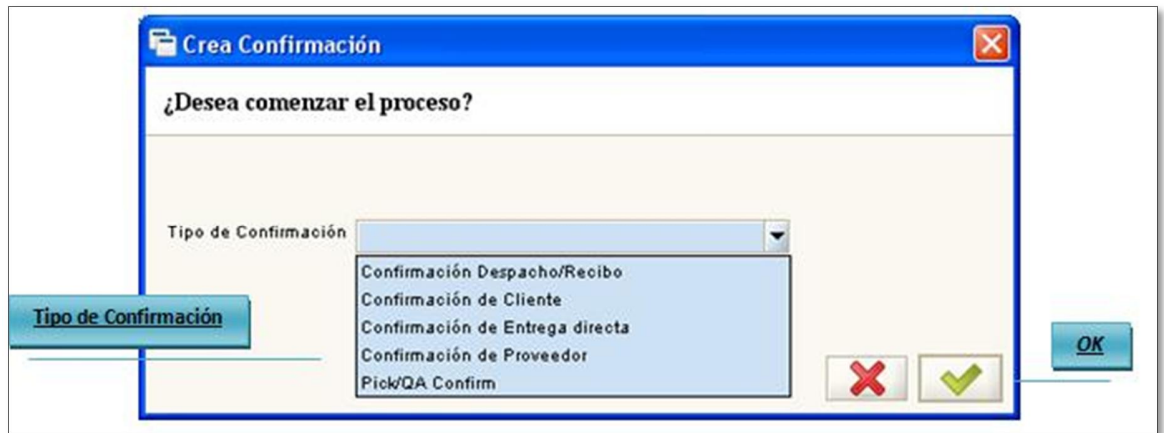 Crea Confirmación
¿Desea comenzar el proceso?
Tipo de Confirmación
Confirmación Despacho/Recibo
Confirmación de Cliente
Confirmación de Entrega directa
Confirmación de Proveedor
Pick/QA Confirm
Tipo de Confirmación
OK